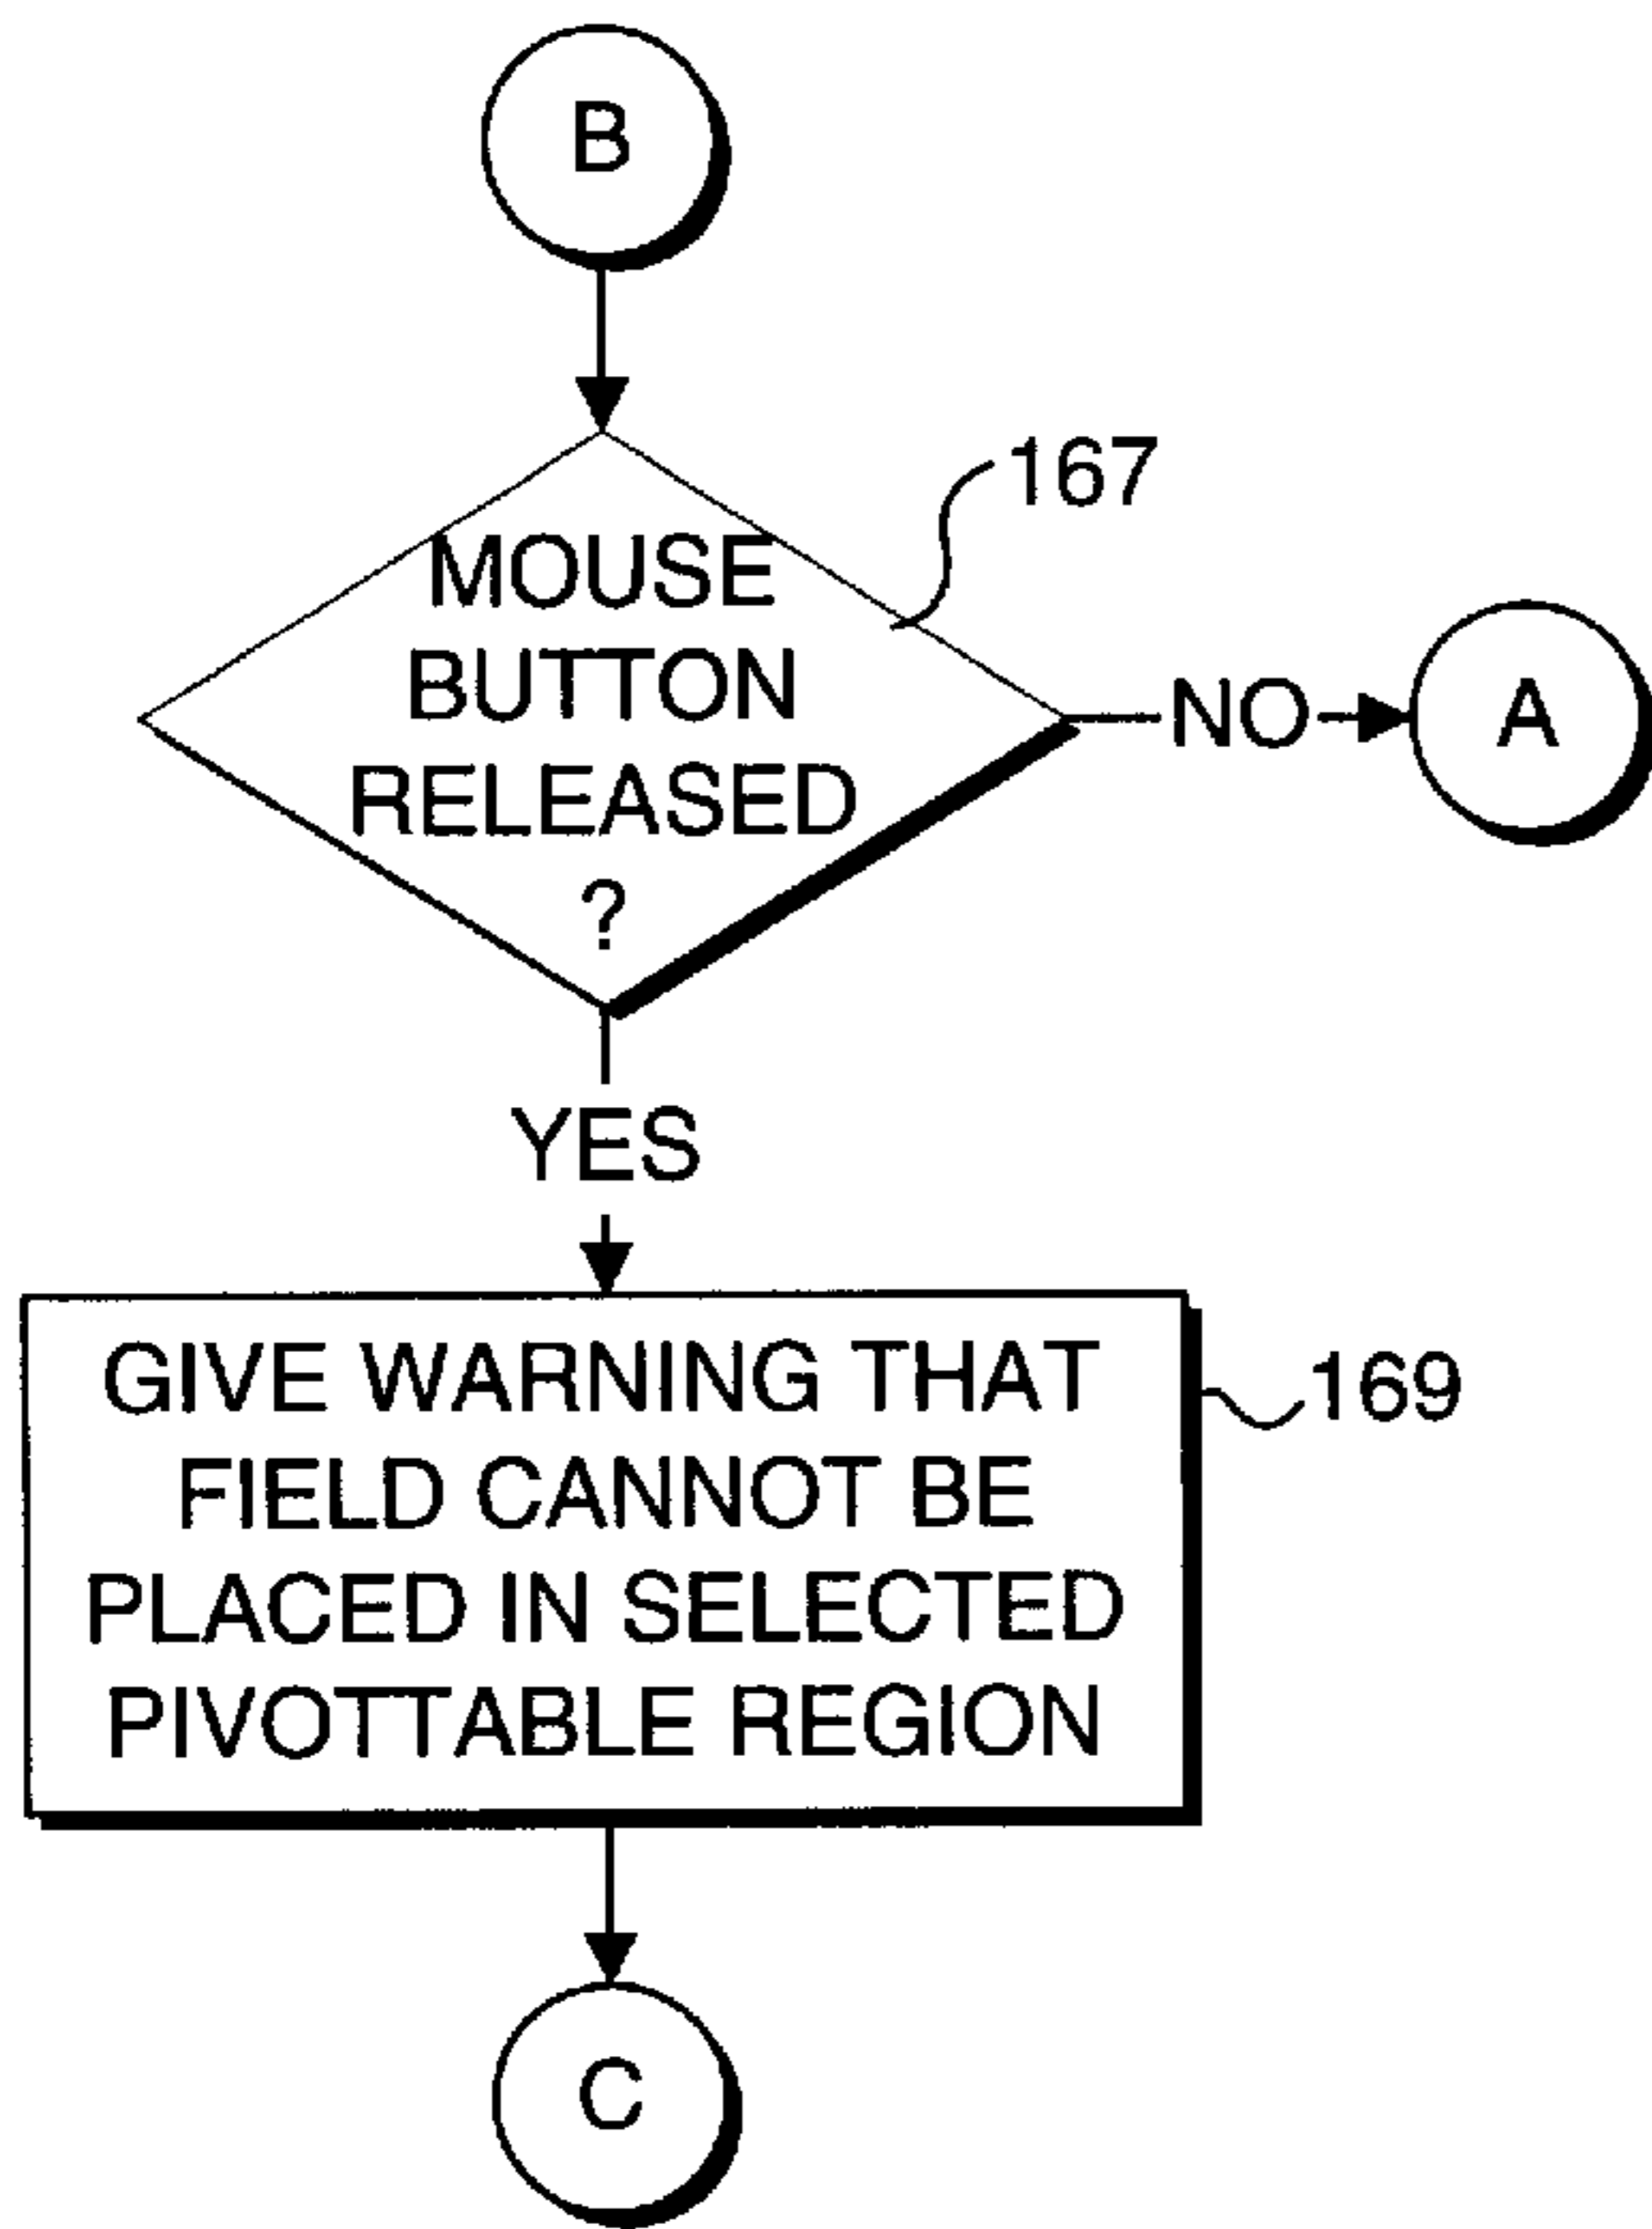 B
167
MOUSE
BUTTON
RELEASED
?
NO
A
YES
GIVE WARNING THAT
FIELD CANNOT BE
PLACED IN SELECTED
PIVOTTABLE REGION
169
C